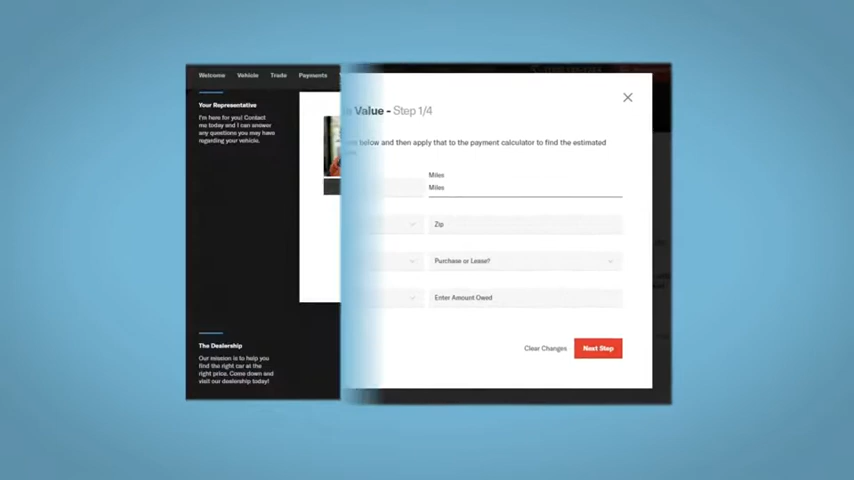 Welcome Vehicle Trade Payments
Your Representative
I'm here for you! Contact
me today and I can answer
any questions you may have
regarding your vehicle.
The Dealership
Our mission is to help you
find the right car at the
right price. Come down and
visit our dealership today!
Value - Step 1/4
below and then apply that to the payment calculator to find the estimated
Miles
Miles
Zip
Purchase or Lease?
Enter Amount Owed
Clear Changes
Next Step